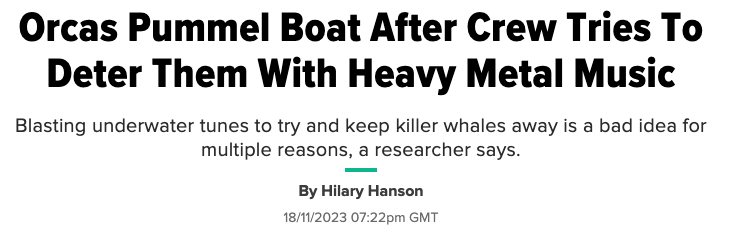 Orcas Pummel Boat After Crew Tries To
Deter Them With Heavy Metal Music
Blasting underwater tunes to try and keep killer whales away is a bad idea for
multiple reasons, a researcher says.
By Hilary Hanson
18/11/2023 07:22pm GMT